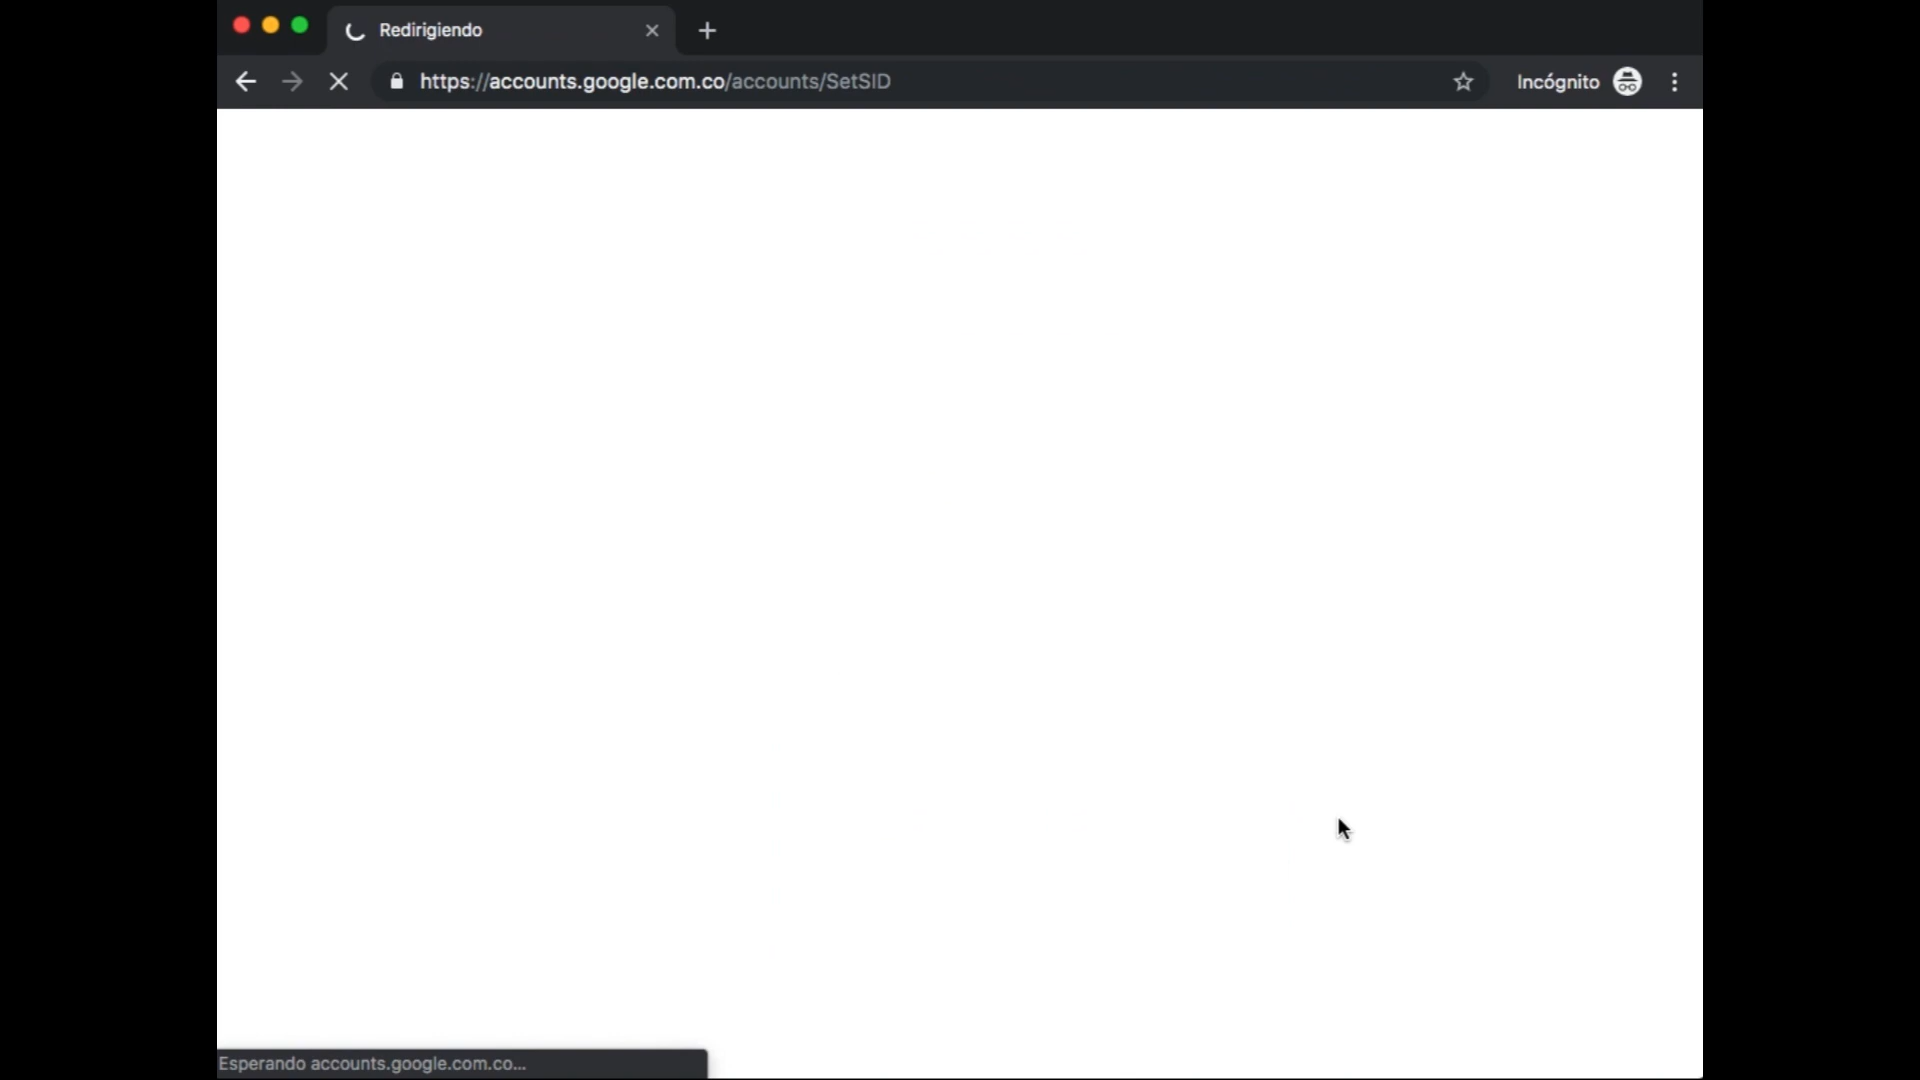 Redirigiendo
https://accounts.google.com.co/accounts/SetSID
Incógnito
Esperando accounts.google.com.co...